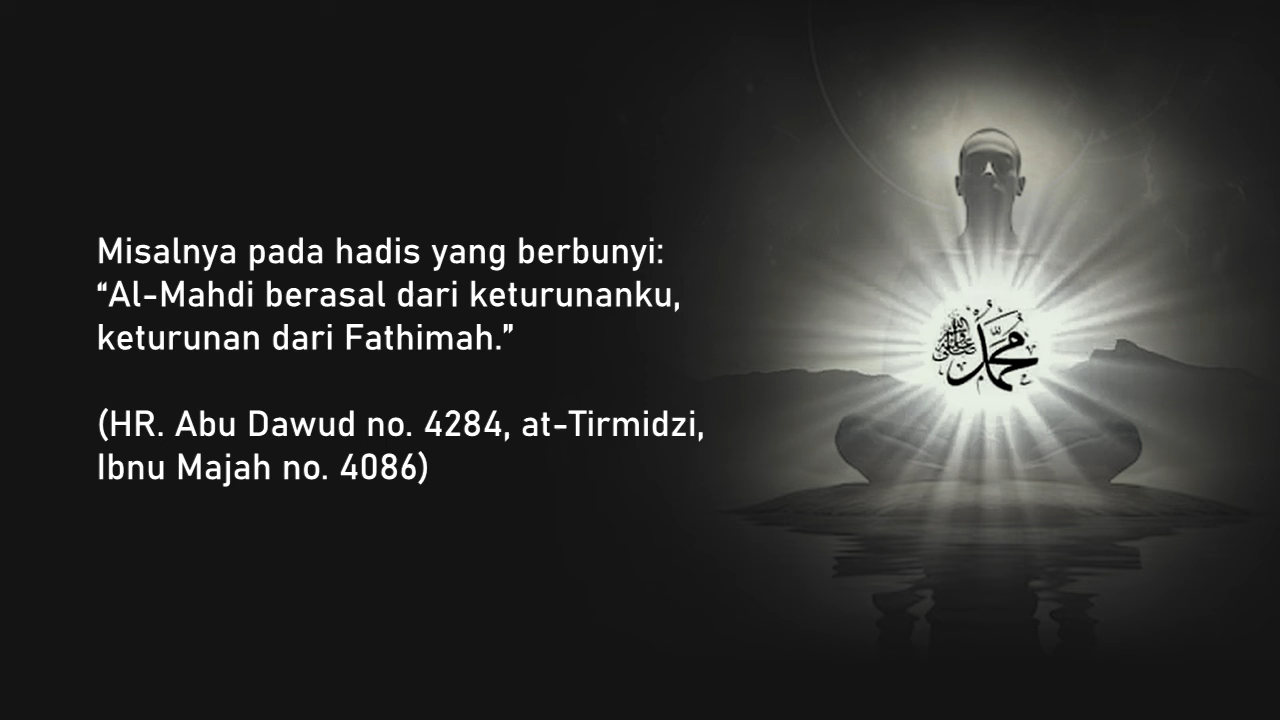 Misalnya pada hadis yang berbunyi:
“Al-Mahdi berasal dari keturunanku,
keturunan dari Fathimah.”
(HR. Abu Dawud no. 4284, at-Tirmidzi,
Ibnu Majah no. 4086)
محمد ﷺ